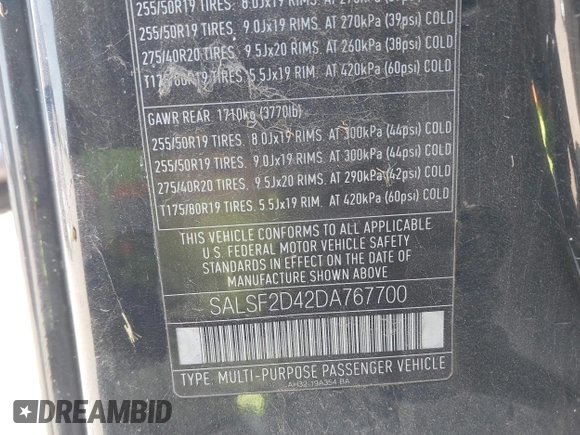 255/50R19 TIRES. 8.0Jx19 RIMS. AT
255/50R19 TIRES. 9.0Jx19 RIMS. AT 270kPa (39psi) COLD
275/40R20 TIRES. 9.5Jx20 RIMS. AT 260kPa (38psi) COLD
T175/80R19 TIRES. 5.5Jx19 RIM. AT 420kPa (60psi) COLD
GAWR REAR 1710kg (3770lb)
255/50R19 TIRES. 8.0Jx19 RIMS. AT 300kPa (44psi) COLD
255/50R19 TIRES. 9.0Jx19 RIMS. AT 300kPa (44psi) COLD
275/40R20 TIRES. 9.5Jx20 RIMS. AT 290kPa (42psi) COLD
T175/80R19 TIRES. 5.5Jx19 RIM. AT 420kPa (60psi) COLD
THIS VEHICLE CONFORMS TO ALL APPLICABLE
U.S. FEDERAL MOTOR VEHICLE SAFETY
STANDARDS IN EFFECT ON THE DATE OF
MANUFACTURE SHOWN ABOVE
SALSF2D42DA767700
TYPE: MULTI-PURPOSE PASSENGER VEHICLE
AH32 19A354 BA
DREAMBID